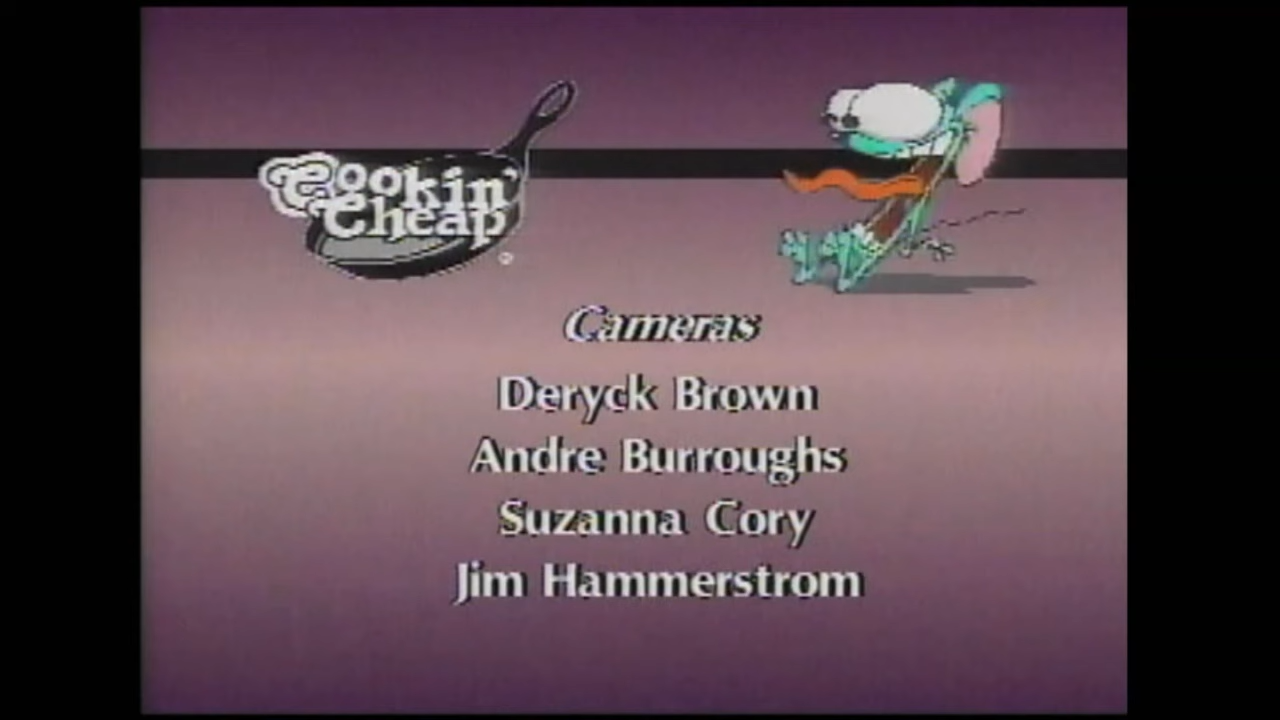 Cookin'
Cheap
Cameras
Deryck Brown
Andre Burroughs
Suzanna Cory
Jim Hammerstrom